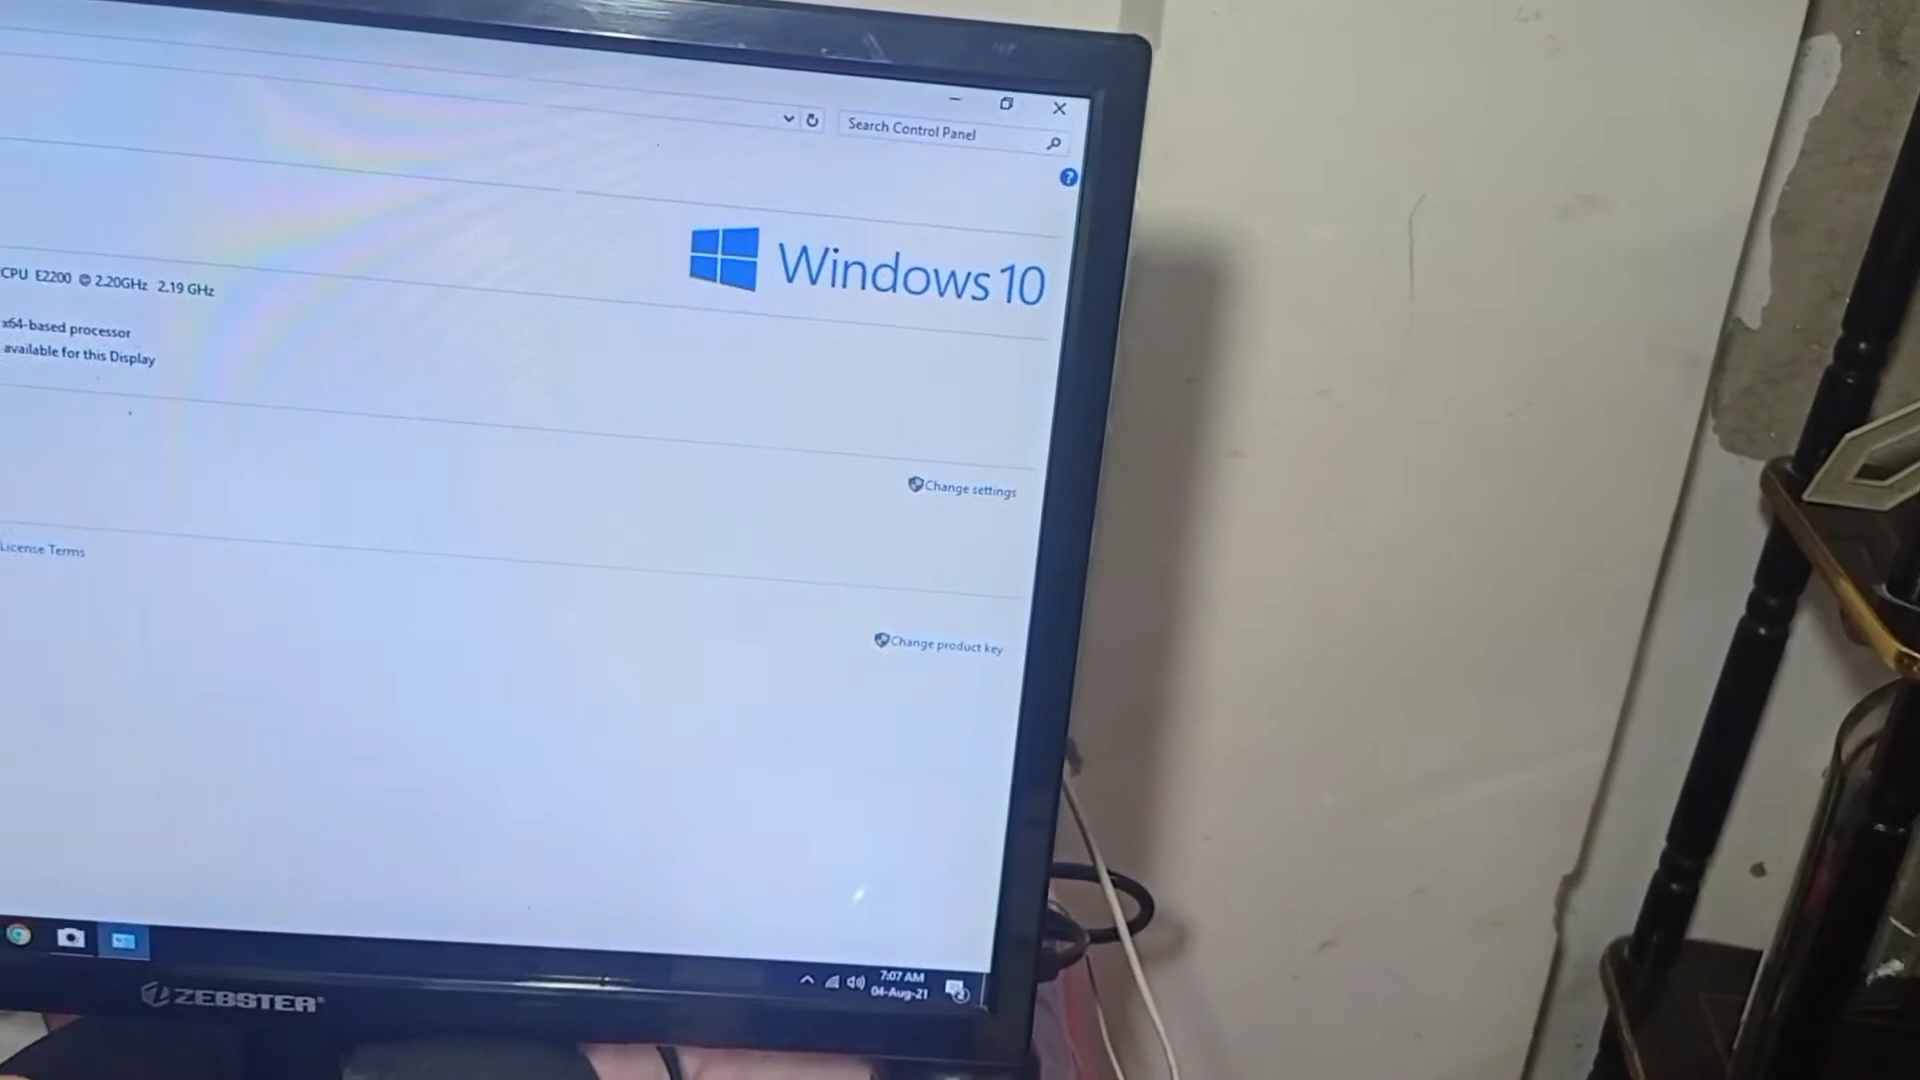 Search Control Panel
?
Windows 10
CPU E2200 @ 2.20GHz 2.19 GHz
x64-based processor
available for this Display
Change settings
License Terms
Change product key
7:07 AM
04-Aug-21
2
ZEBSTER